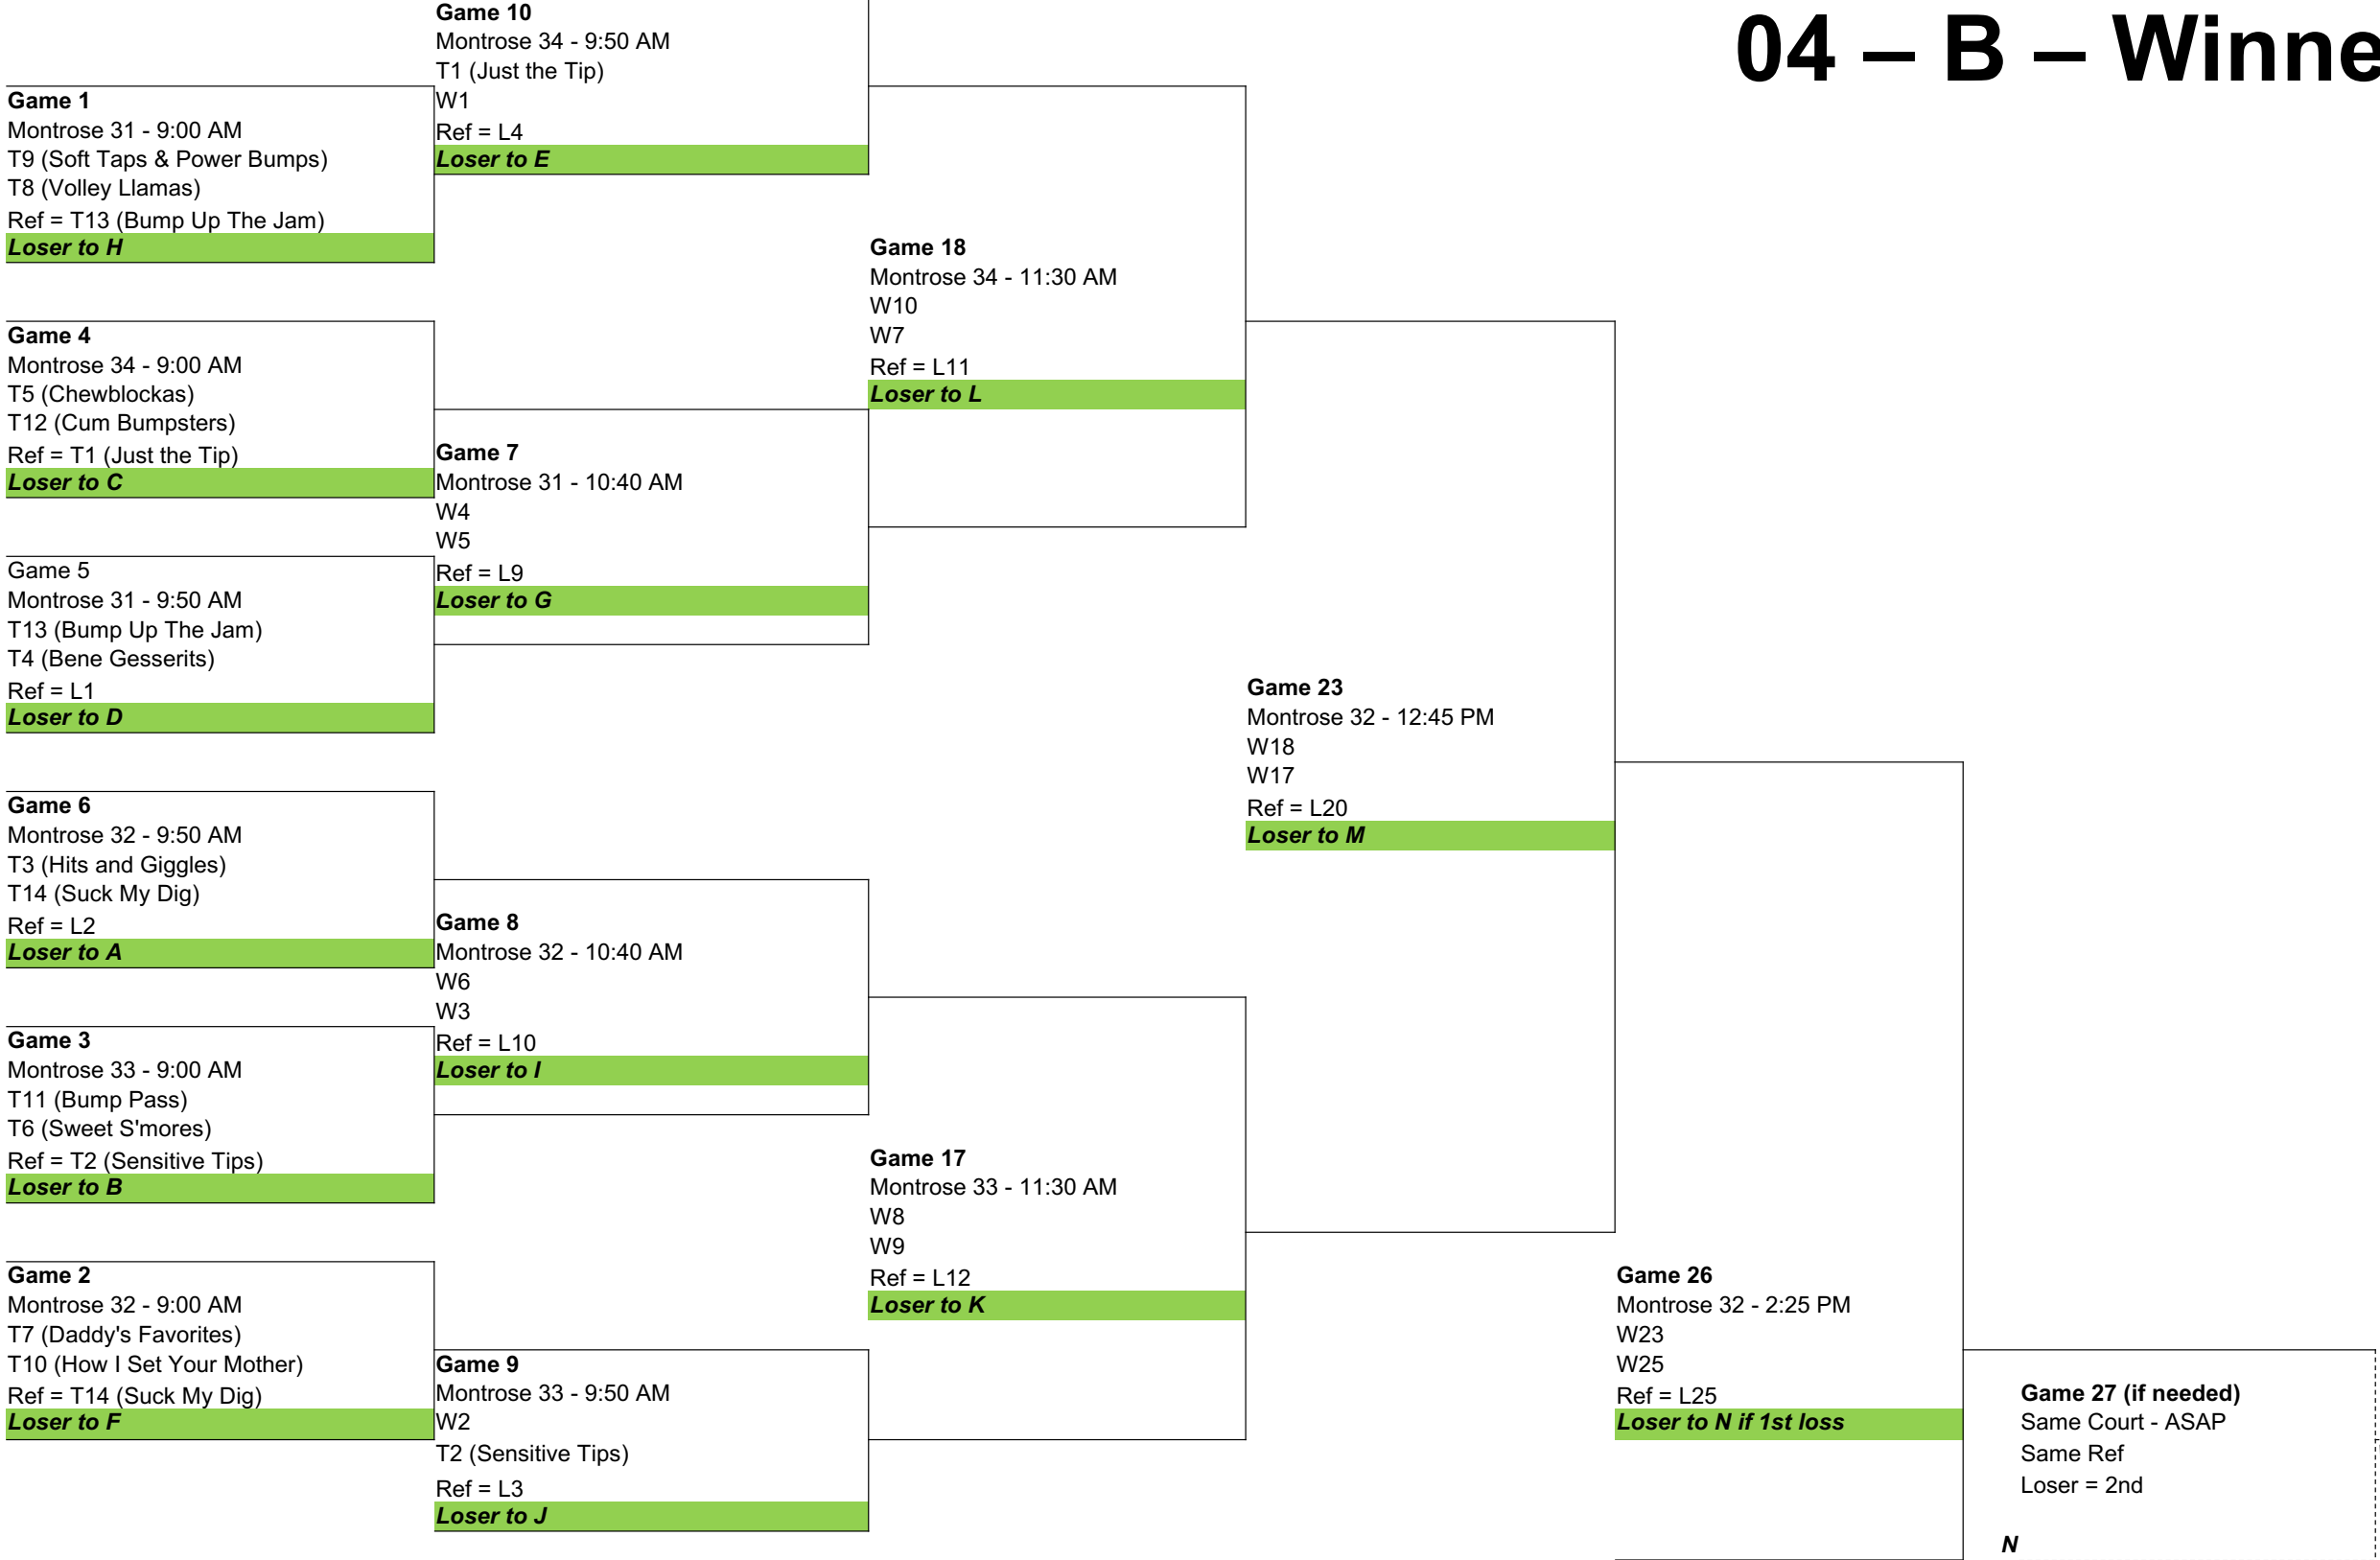 04 – B – Winne
Game 1
Montrose 31 - 9:00 AM
T9 (Soft Taps & Power Bumps)
T8 (Volley Llamas)
Ref = T13 (Bump Up The Jam)
Loser to H
Game 4
Montrose 34 - 9:00 AM
T5 (Chewblockas)
T12 (Cum Bumpsters)
Ref = T1 (Just the Tip)
Loser to C
Game 5
Montrose 31 - 9:50 AM
T13 (Bump Up The Jam)
T4 (Bene Gesserits)
Ref = L1
Loser to D
Game 6
Montrose 32 - 9:50 AM
T3 (Hits and Giggles)
T14 (Suck My Dig)
Ref = L2
Loser to A
Game 3
Montrose 33 - 9:00 AM
T11 (Bump Pass)
T6 (Sweet S'mores)
Ref = T2 (Sensitive Tips)
Loser to B
Game 2
Montrose 32 - 9:00 AM
T7 (Daddy's Favorites)
T10 (How I Set Your Mother)
Ref = T14 (Suck My Dig)
Loser to F
Game 10
Montrose 34 - 9:50 AM
T1 (Just the Tip)
W1
Ref = L4
Loser to E
Game 7
Montrose 31 - 10:40 AM
W4
W5
Ref = L9
Loser to G
Game 8
Montrose 32 - 10:40 AM
W6
W3
Ref = L10
Loser to I
Game 9
Montrose 33 - 9:50 AM
W2
T2 (Sensitive Tips)
Ref = L3
Loser to J
Game 18
Montrose 34 - 11:30 AM
W10
W7
Ref = L11
Loser to L
Game 17
Montrose 33 - 11:30 AM
W8
W9
Ref = L12
Loser to K
Game 23
Montrose 32 - 12:45 PM
W18
W17
Ref = L20
Loser to M
Game 26
Montrose 32 - 2:25 PM
W23
W25
Ref = L25
Loser to N if 1st loss
Game 27 (if needed)
Same Court - ASAP
Same Ref
Loser = 2nd
N